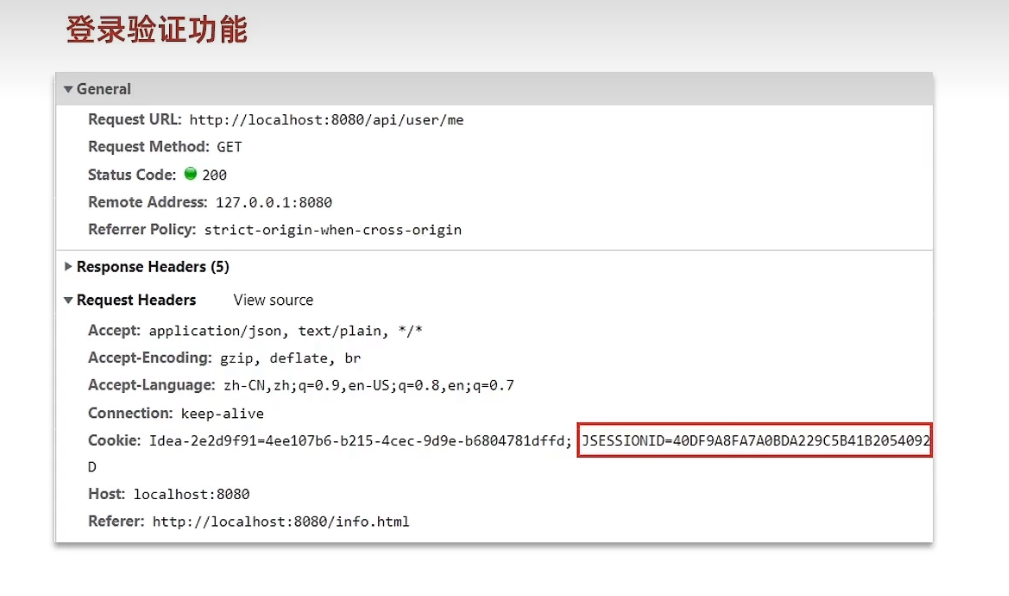 登录验证功能
General
Request URL: http://localhost:8080/api/user/me
Request Method: GET
Status Code: 200
Remote Address: 127.0.0.1:8080
Referrer Policy: strict-origin-when-cross-origin
Response Headers (5)
Request Headers View source
Accept: application/json, text/plain, */*
Accept-Encoding: gzip, deflate, br
Accept-Language: zh-CN,zh;q=0.9,en-US;q=0.8,en;q=0.7
Connection: keep-alive
Cookie: Idea-2e2d9f91=4ee107b6-b215-4cec-9d9e-b6804781dffd; JSESSIONID=40DF9A8FA7A0BDA229C5B41B2054092
D
Host: localhost:8080
Referer: http://localhost:8080/info.html